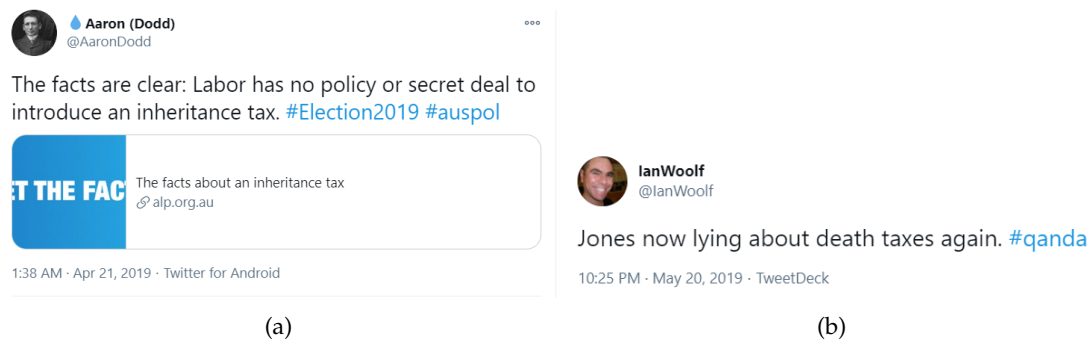 💧 Aaron (Dodd)
@AaronDodd
The facts are clear: Labor has no policy or secret deal to
introduce an inheritance tax. #Election2019 #auspol
ET THE FAC
The facts about an inheritance tax
alp.org.au
1:38 AM · Apr 21, 2019 · Twitter for Android
(a)
IanWoolf
@IanWoolf
Jones now lying about death taxes again. #qanda
10:25 PM · May 20, 2019 · TweetDeck
(b)